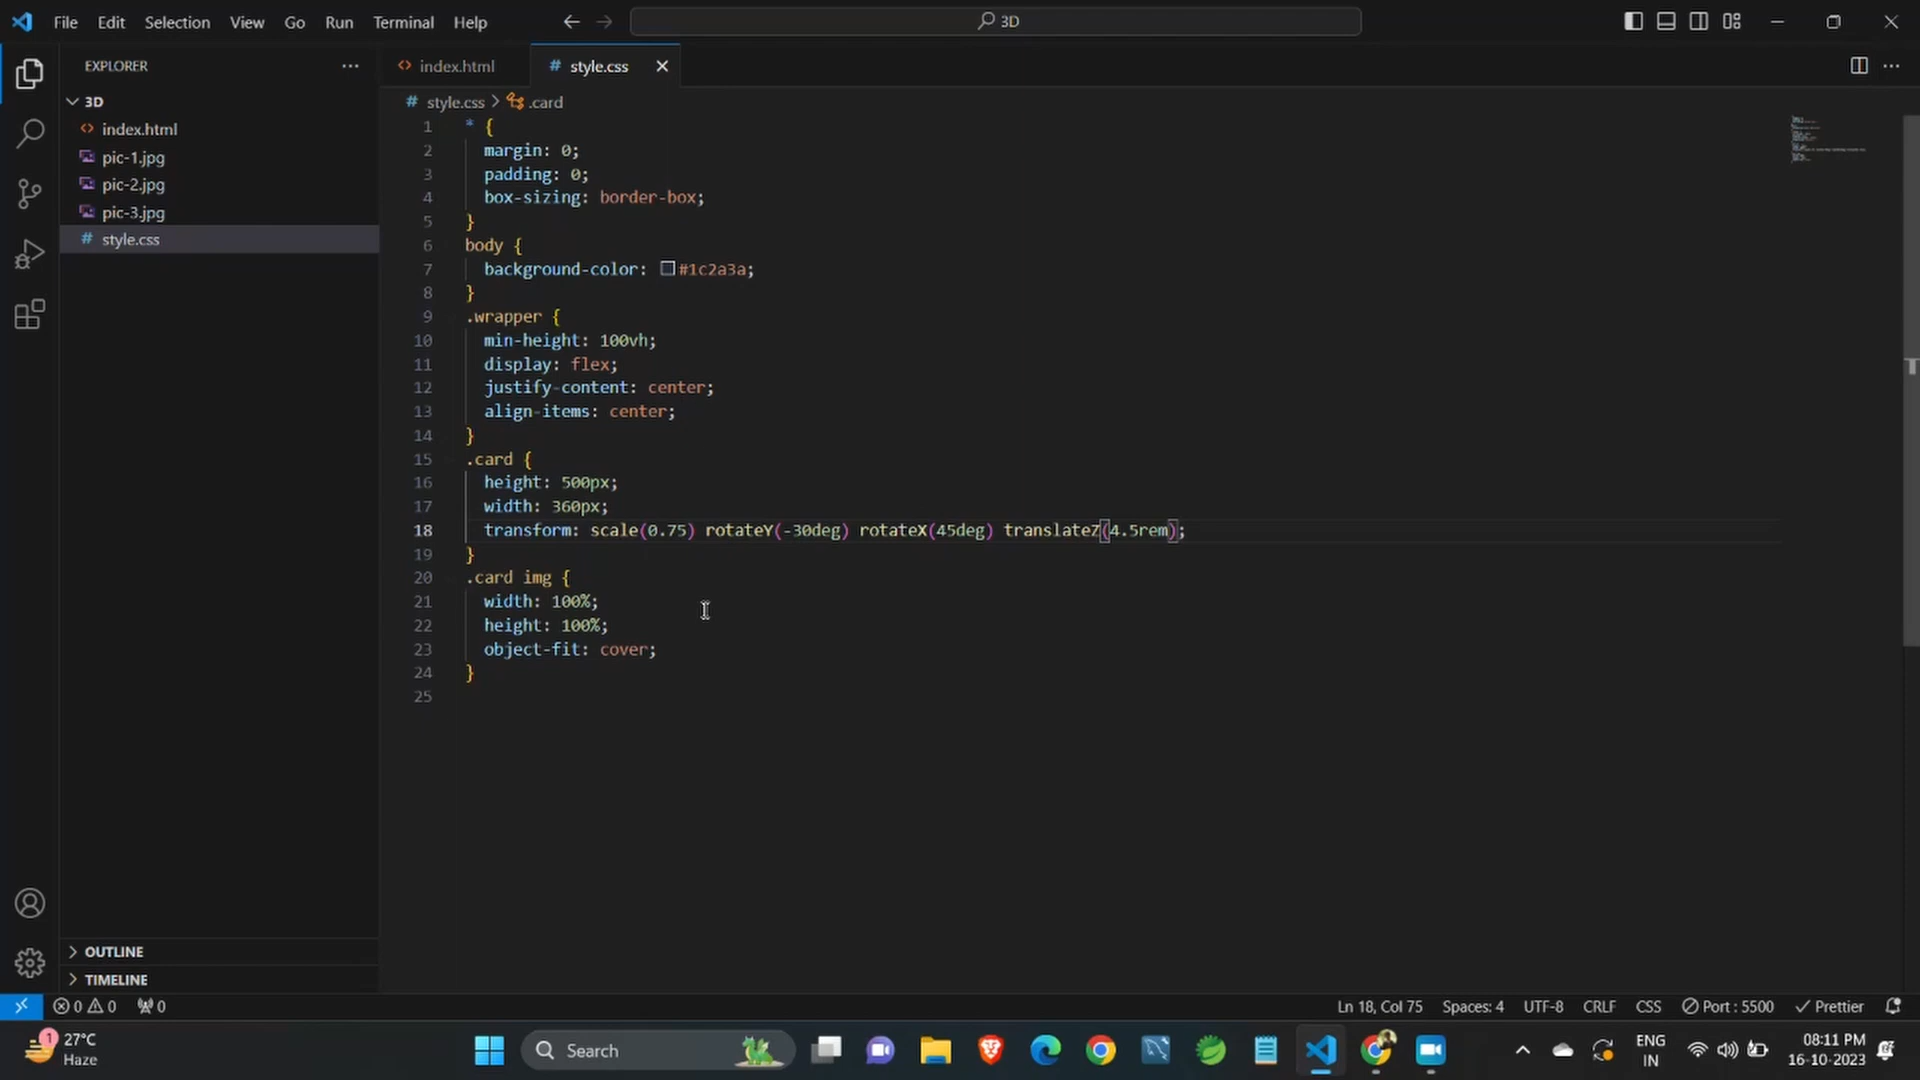 File Edit Selection View Go Run Terminal Help
3D
EXPLORER
index.html
style.css
3D
index.html
pic-1.jpg
pic-2.jpg
pic-3.jpg
style.css
style.css > .card
1 * {
2 margin: 0;
3 padding: 0;
4 box-sizing: border-box;
5 }
6 body {
7 background-color: #1c2a3a;
8 }
9 .wrapper {
10 min-height: 100vh;
11 display: flex;
12 justify-content: center;
13 align-items: center;
14 }
15 .card {
16 height: 500px;
17 width: 360px;
18 transform: scale(0.75) rotateY(-30deg) rotateX(45deg) translateZ(4.5rem);
19 }
20 .card img {
21 width: 100%;
22 height: 100%;
23 object-fit: cover;
24 }
25
OUTLINE
TIMELINE
0 0 0
Ln 18, Col 75 Spaces: 4 UTF-8 CRLF CSS Port : 5500 Prettier
1
27°C
Haze
Search
ENG
IN
08:11 PM
16-10-2023